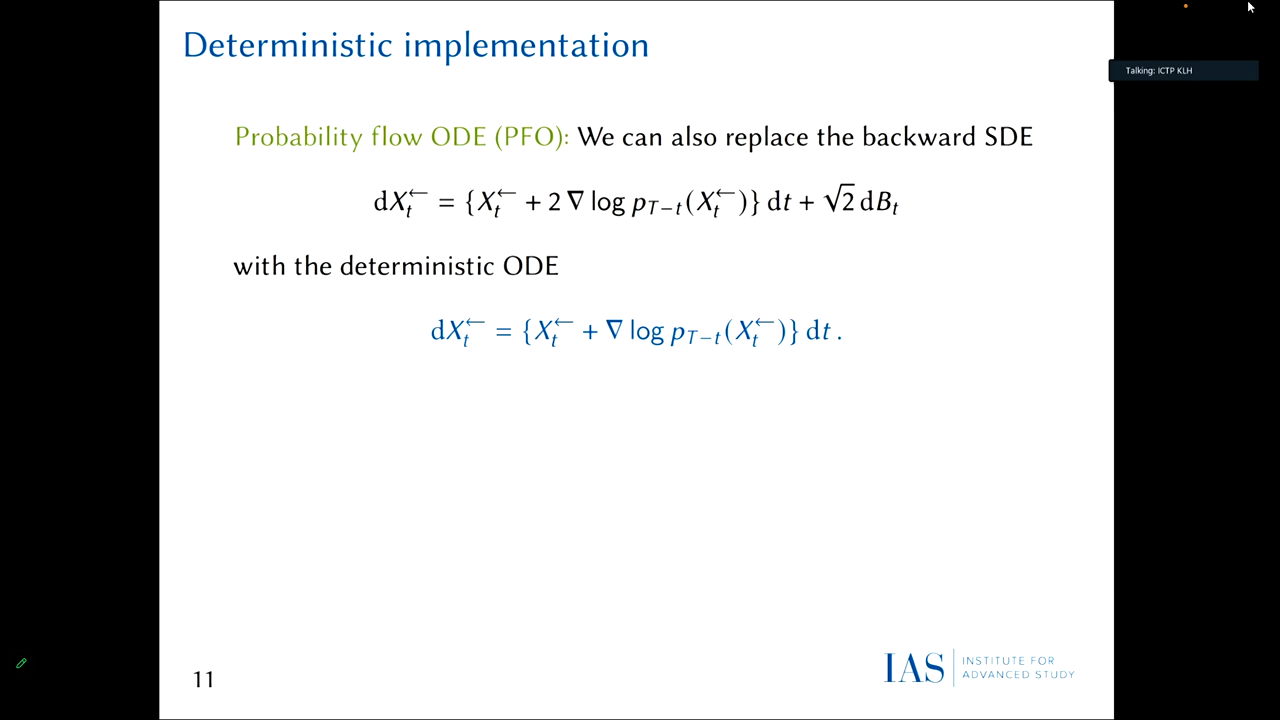 Deterministic implementation
Talking: ICTP KLH
Probability flow ODE (PFO): We can also replace the backward SDE
dX_t^← = {X_t^← + 2 ∇ log p_{T−t}(X_t^←)} dt + √2 dB_t
with the deterministic ODE
dX_t^← = {X_t^← + ∇ log p_{T−t}(X_t^←)} dt .
11
IAS
INSTITUTE FOR
ADVANCED STUDY